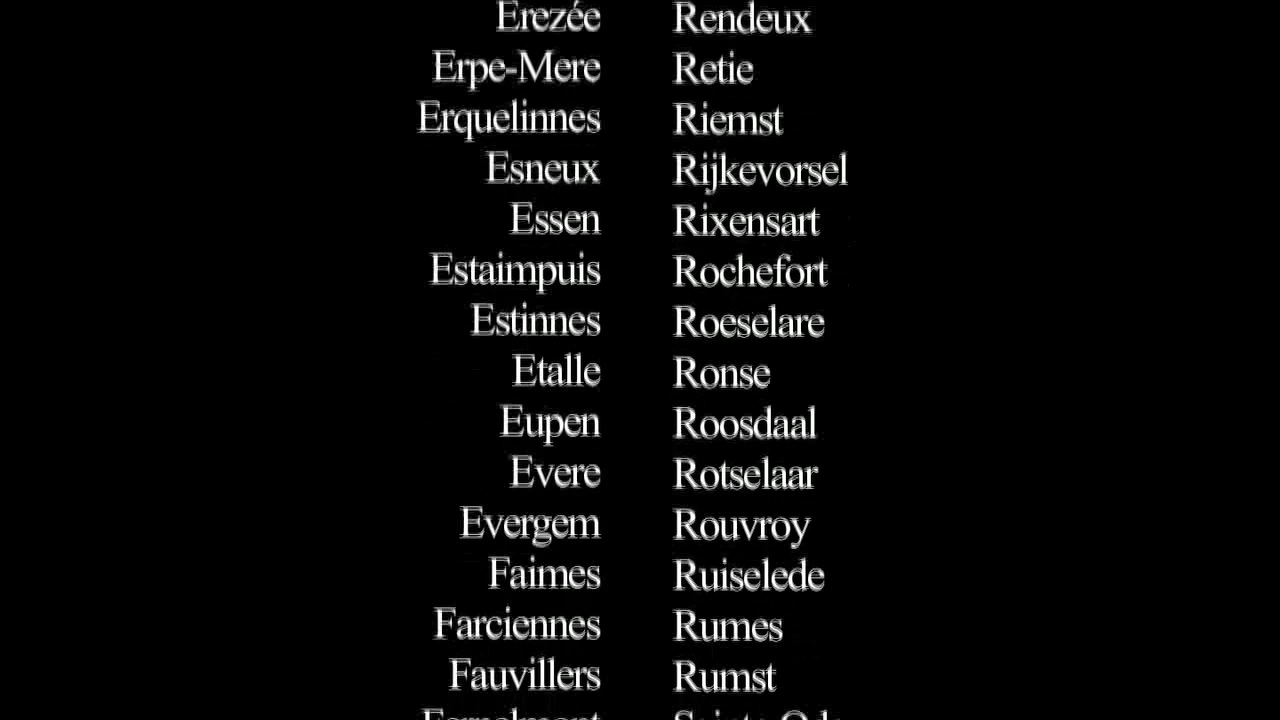 Erezée Rendeux
Erpe-Mere Retie
Erquelinnes Riemst
Esneux Rijkevorsel
Essen Rixensart
Estaimpuis Rochefort
Estinnes Roeselare
Etalle Ronse
Eupen Roosdaal
Evere Rotselaar
Evergem Rouvroy
Faimes Ruiselede
Farciennes Rumes
Fauvillers Rumst